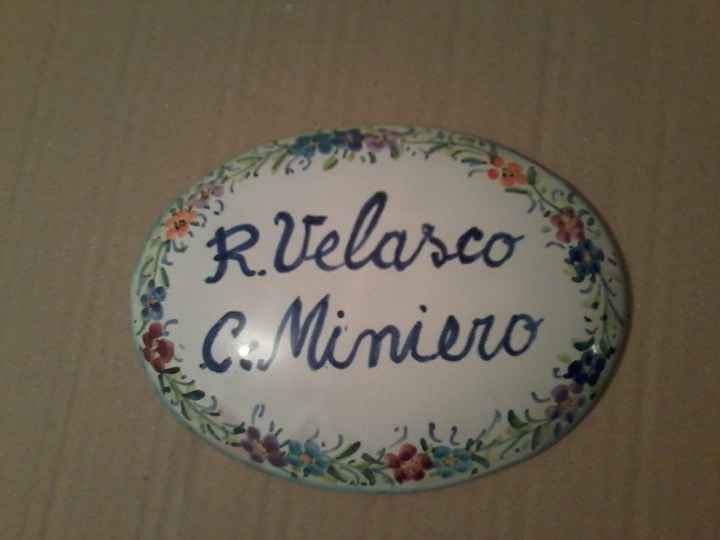 R. Velasco
C. Miniero